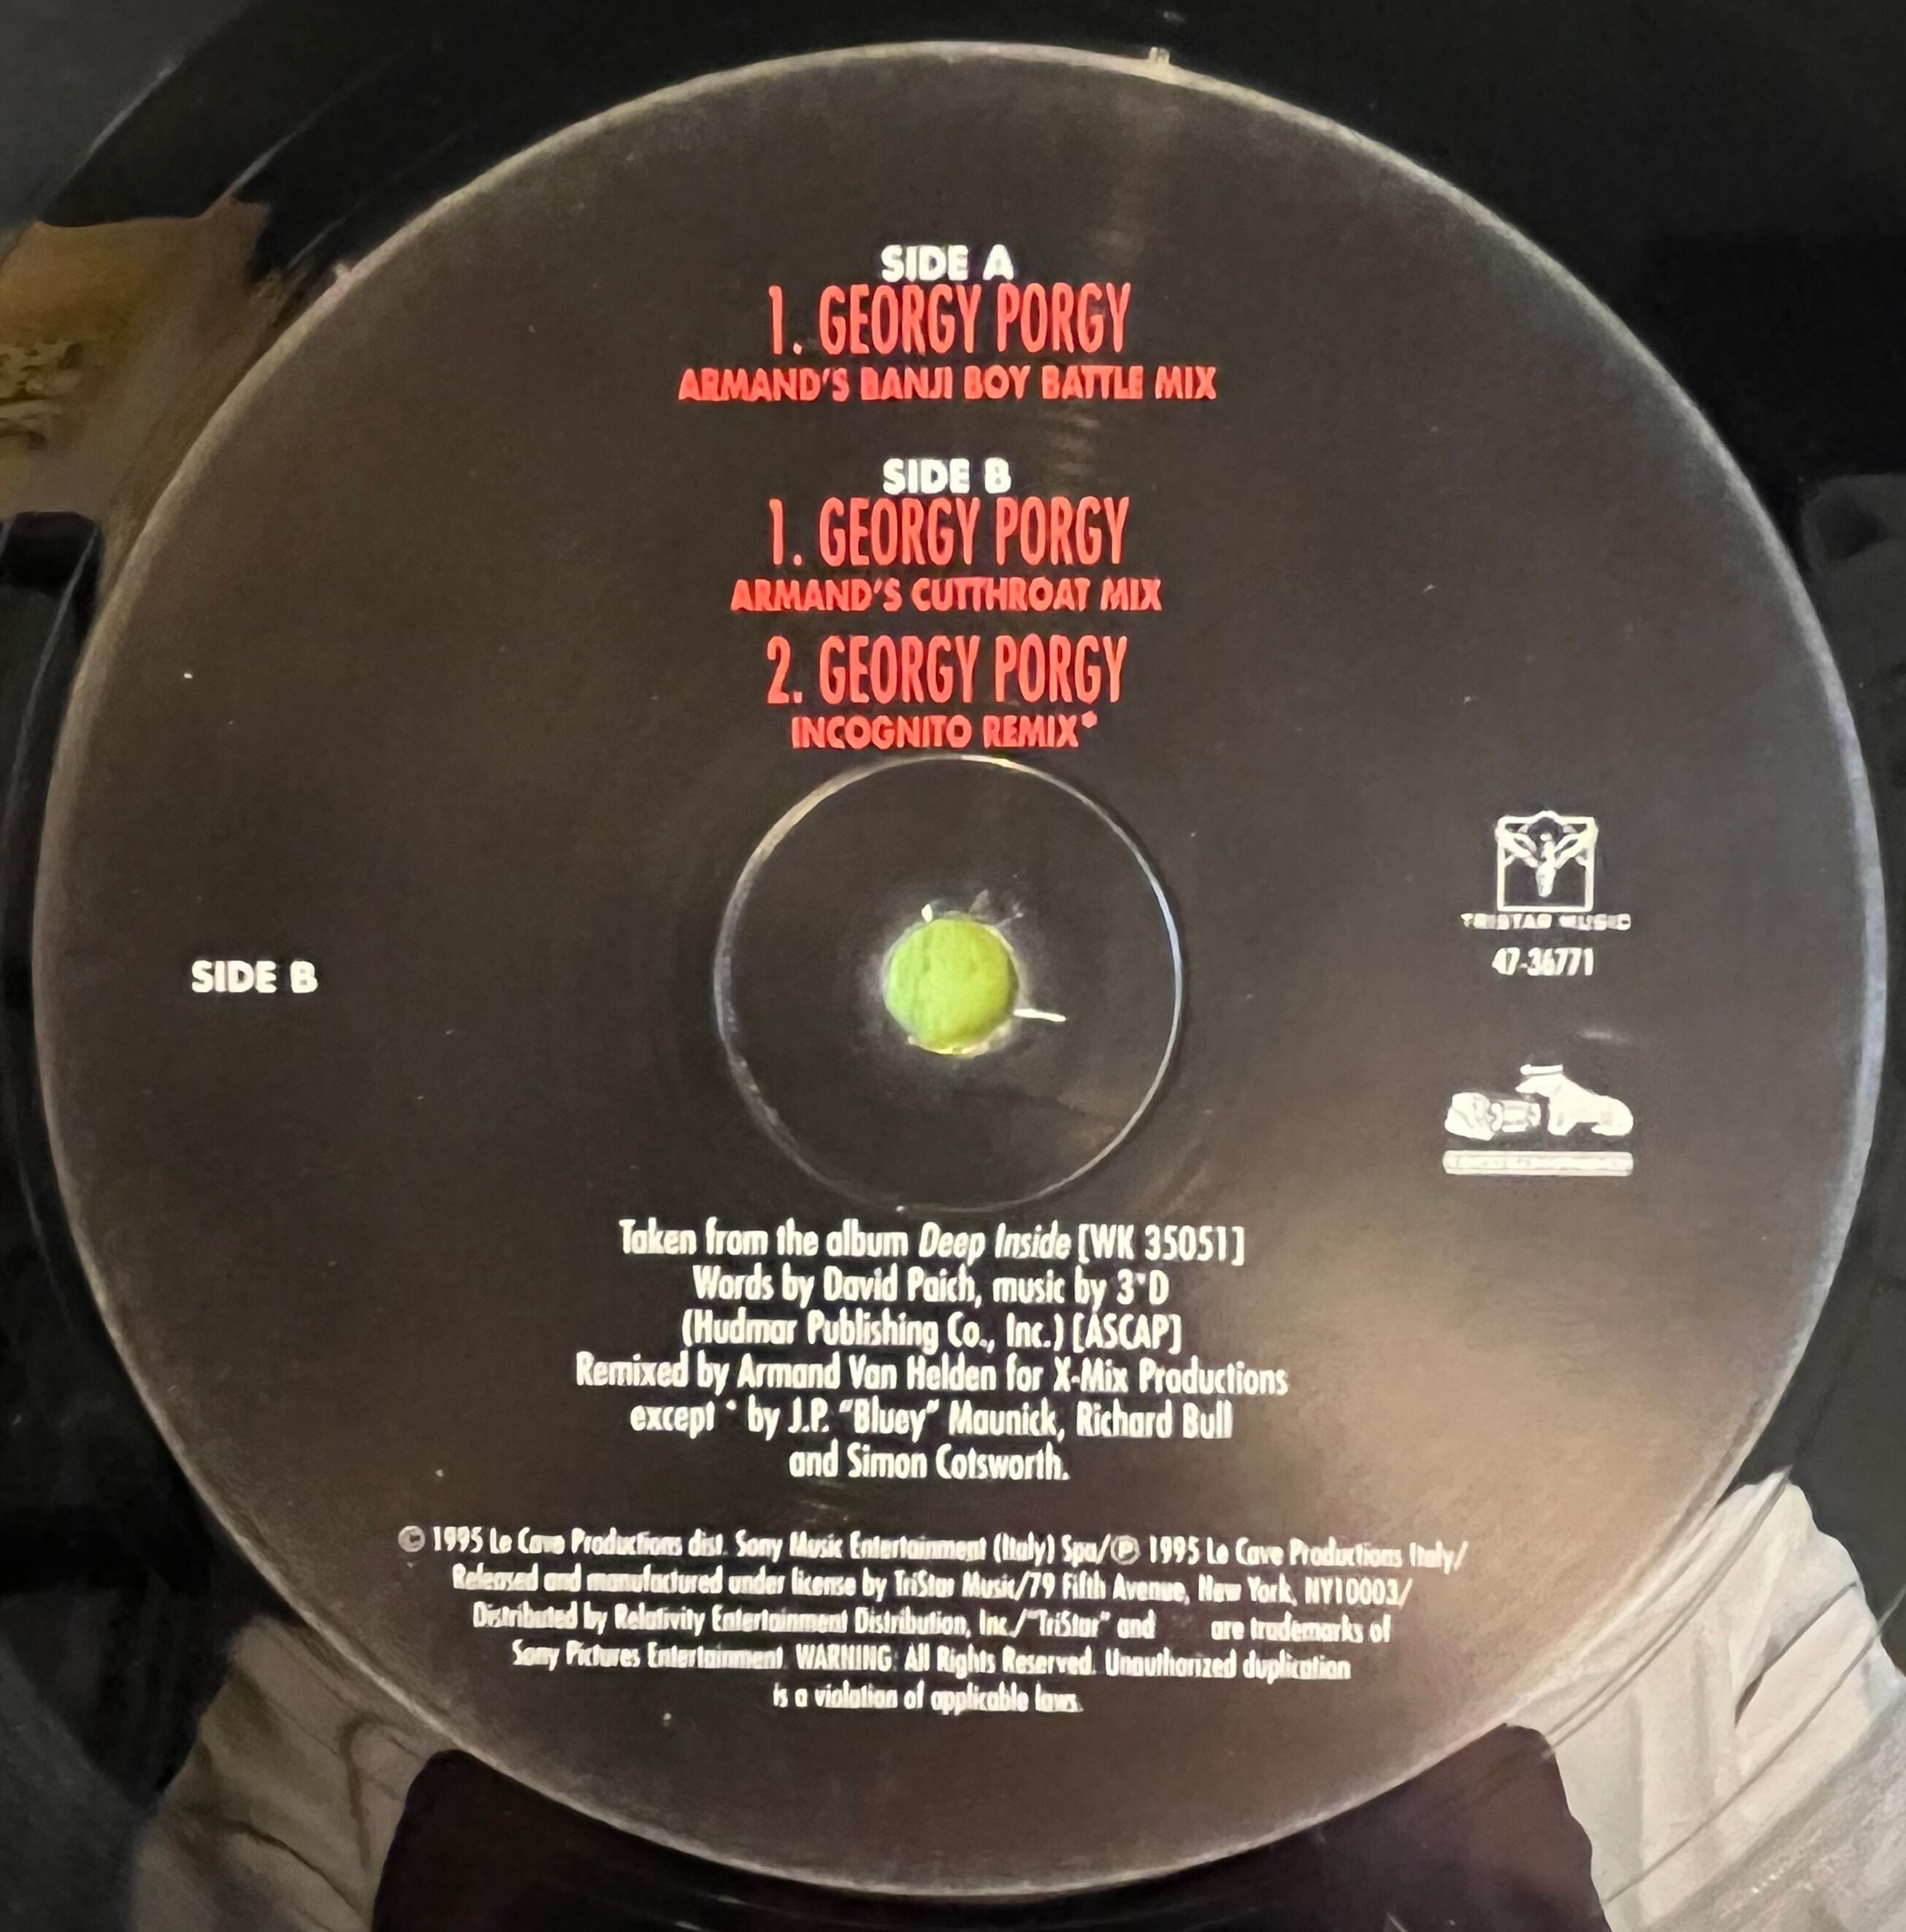 SIDE A
1. GEORGY PORGY
ARMAND'S BANJI BOY BATTLE MIX
SIDE B
1. GEORGY PORGY
ARMAND'S CUTTHROAT MIX
2. GEORGY PORGY
INCOGNITO REMIX*
TRISTAR MUSIC
47-36771
SIDE B
Taken from the album Deep Inside [WK 35051]
Words by David Paich, music by 3*D
(Hudmar Publishing Co., Inc.) [ASCAP]
Remixed by Armand Van Helden for X-Mix Productions
except * by J.P. "Bluey" Maunick, Richard Bull
and Simon Cotsworth.
© 1995 Le Cave Productions dist. Sony Music Entertainment (Italy) Spa/℗ 1995 Le Cave Productions Italy/
Released and manufactured under license by TriStar Music/79 Fifth Avenue, New York, NY10003/
Distributed by Relativity Entertainment Distribution, Inc./"TriStar" and are trademarks of
Sony Pictures Entertainment. WARNING: All Rights Reserved. Unauthorized duplication
is a violation of applicable laws.